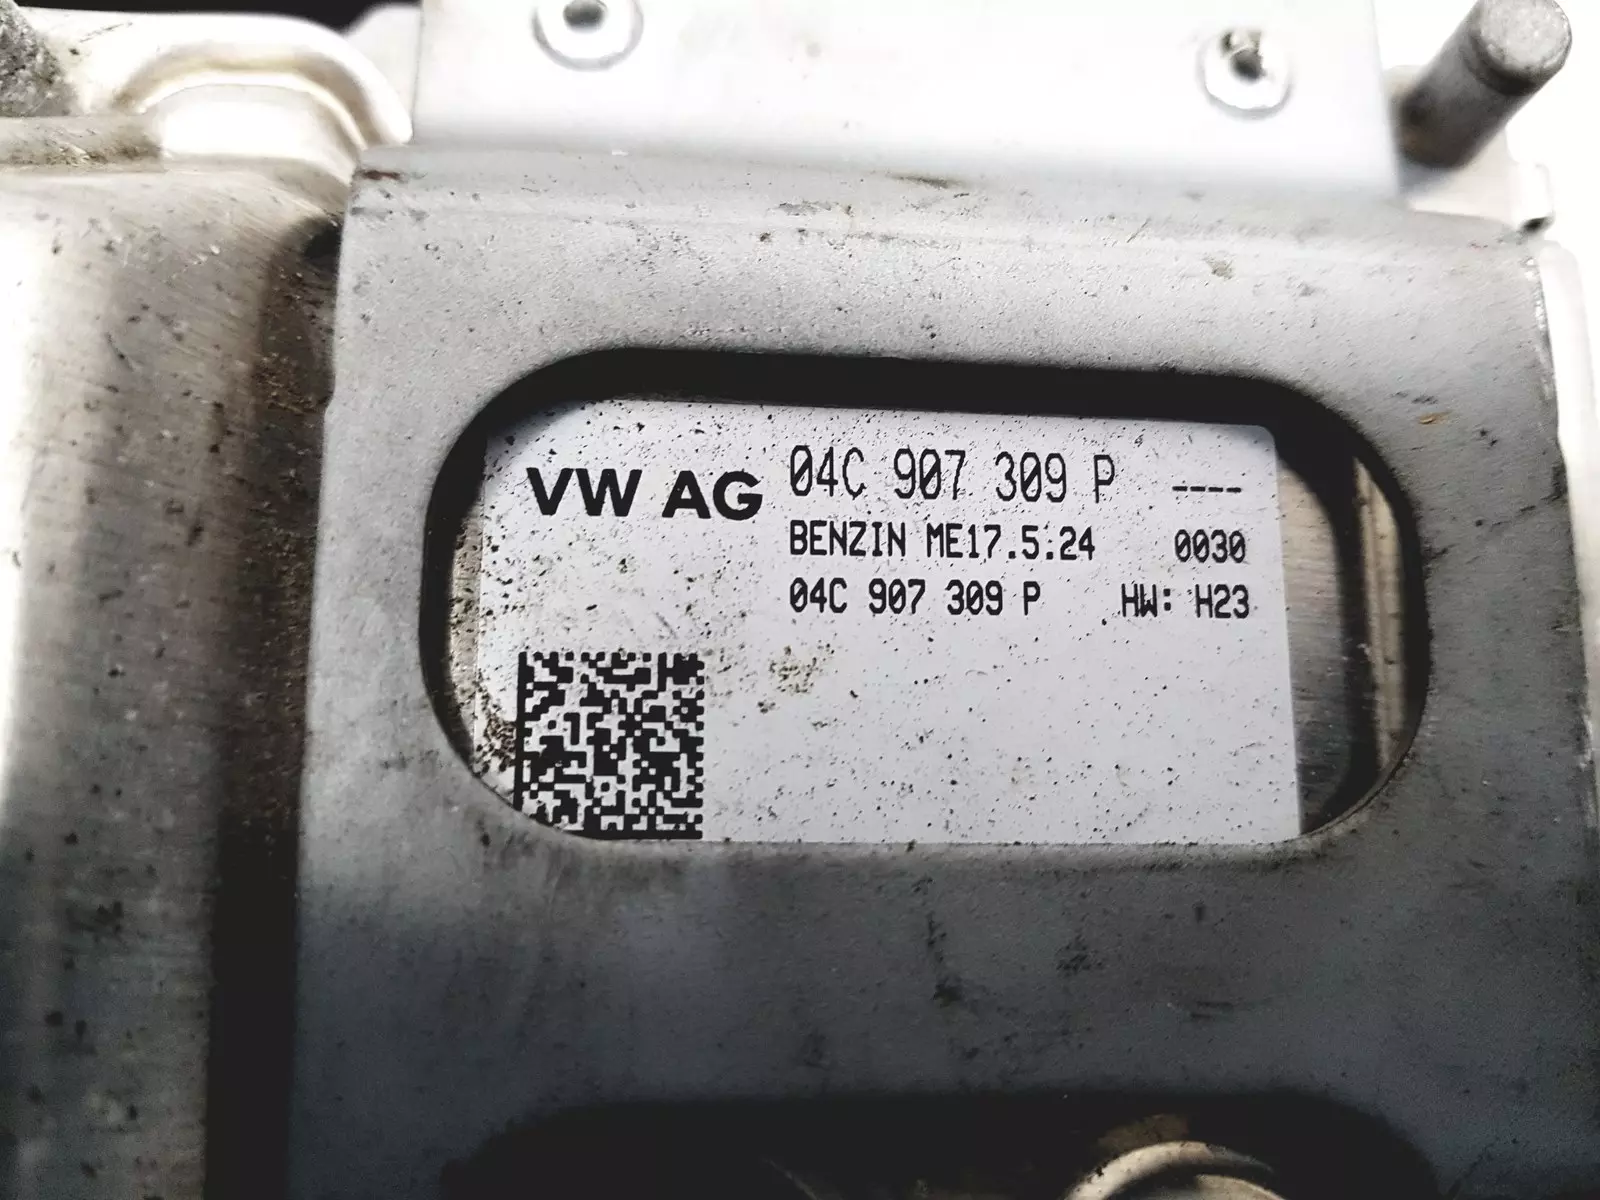 VW AG 04C 907 309 P ----
BENZIN ME17.5.24 0030
04C 907 309 P HW: H23